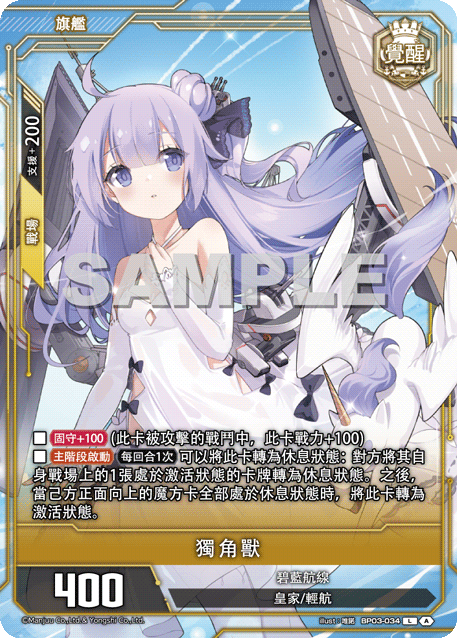 旗艦
覺醒
支援+200
戰場
SAMPLE
■ 固守+100 (此卡被攻擊的戰鬥中，此卡戰力+100)
■ 主階段啟動 每回合1次 可以將此卡轉為休息狀態：對方將其自
身戰場上的1張處於激活狀態的卡牌轉為休息狀態。之後，
當己方正面向上的魔方卡全部處於休息狀態時，將此卡轉為
激活狀態。
獨角獸
400
碧藍航線
皇家/輕航
©Manjuu Co.,Ltd.& Yongshi Co.,Ltd.
illust：唯諾 BP03-034 L A